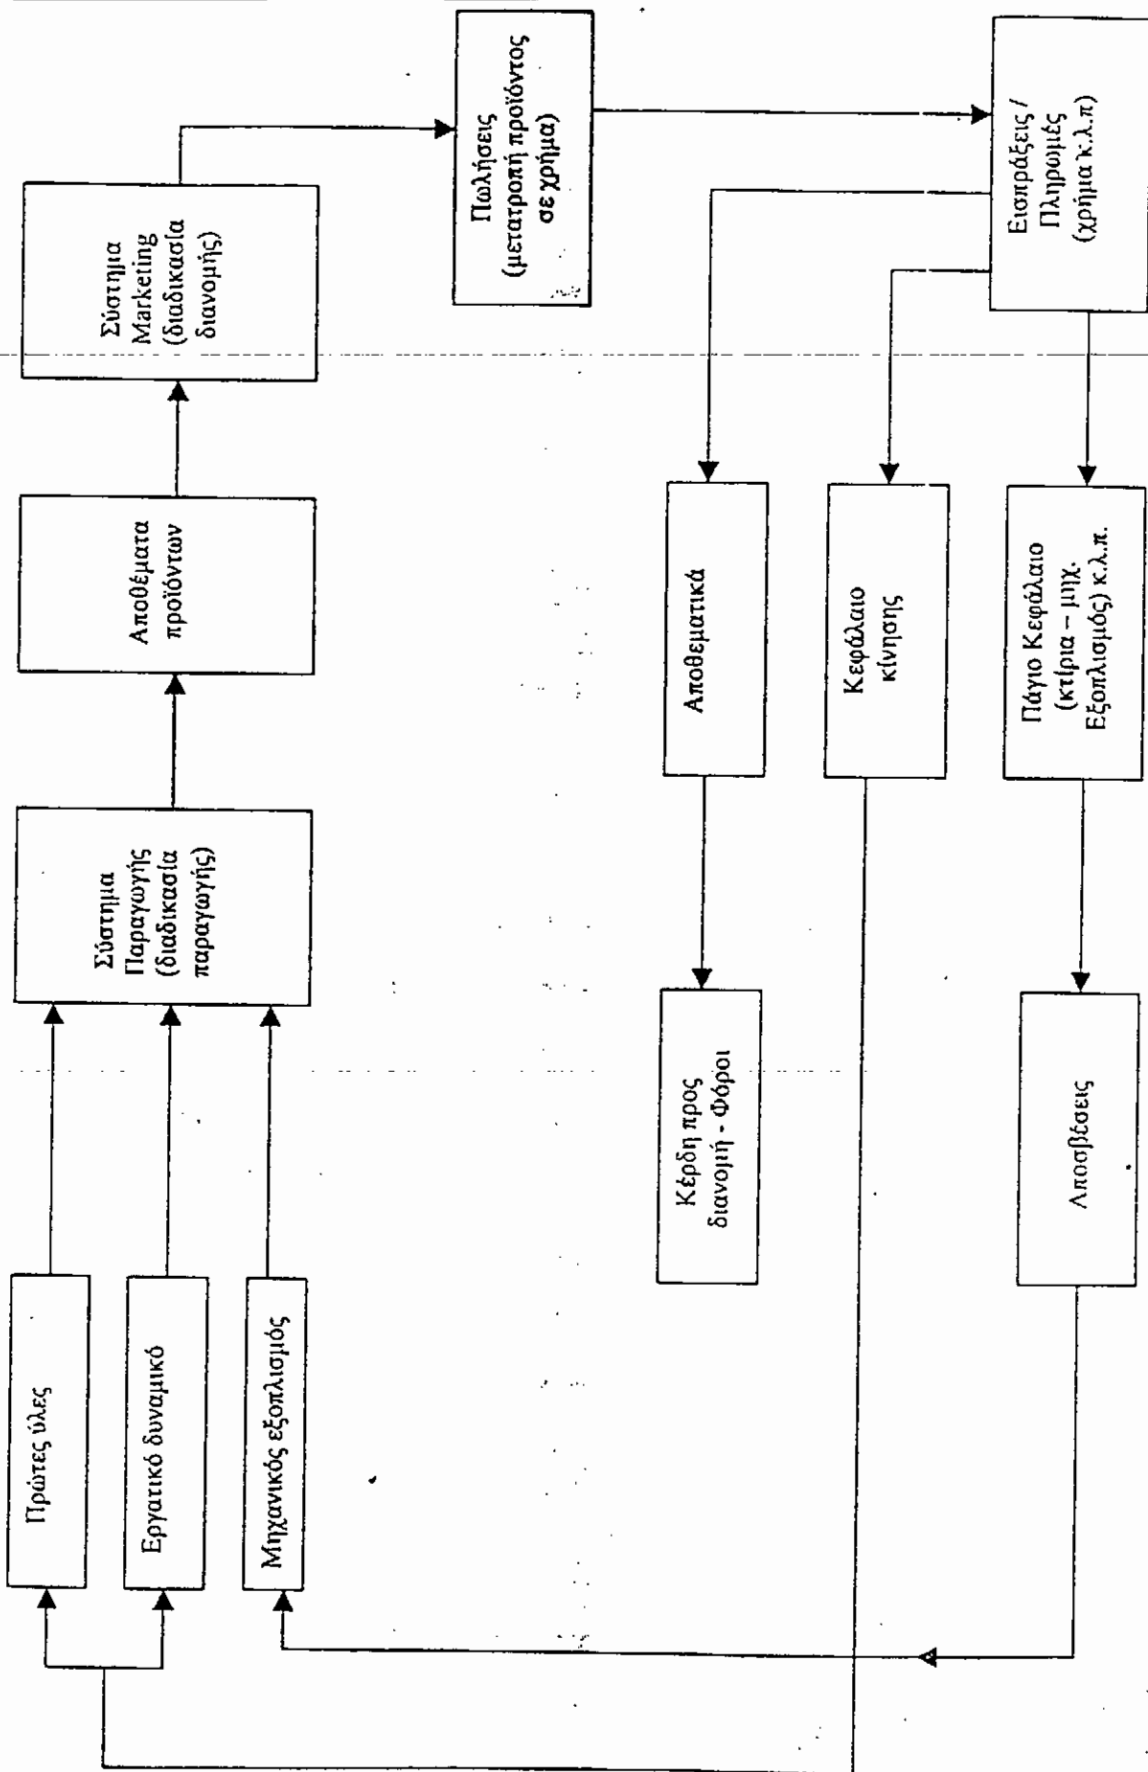 Πρώτες ύλες
Εργατικό δυναμικό
Μηχανικός εξοπλισμός
Σύστημα
Παραγωγής
(διαδικασία
παραγωγής)
Αποθέματα
προϊόντων
Σύστημα
Marketing
(διαδικασία
διανομής)
Πωλήσεις
(μετατροπή προϊόντος
σε χρήμα)
Κέρδη προς
διανομή - Φόροι
Αποθεματικά
Κεφάλαιο
κίνησης
Εισπράξεις /
Πληρωμές
(χρήμα κ.λ.π)
Αποσβέσεις
Πάγιο Κεφάλαιο
(κτίρια – μηχ.
Εξοπλισμός) κ.λ.π.